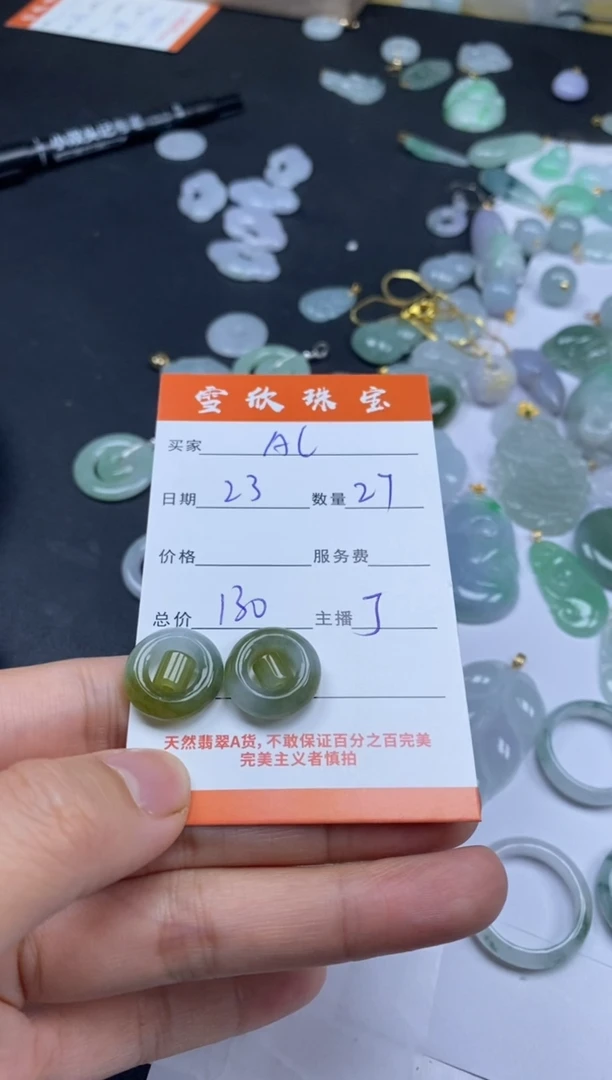 雪欣珠宝
买家 AL
日期 23 数量 27
价格 服务费
总价 130 主播 J
天然翡翠A货,不敢保证百分之百完美
完美主义者慎拍